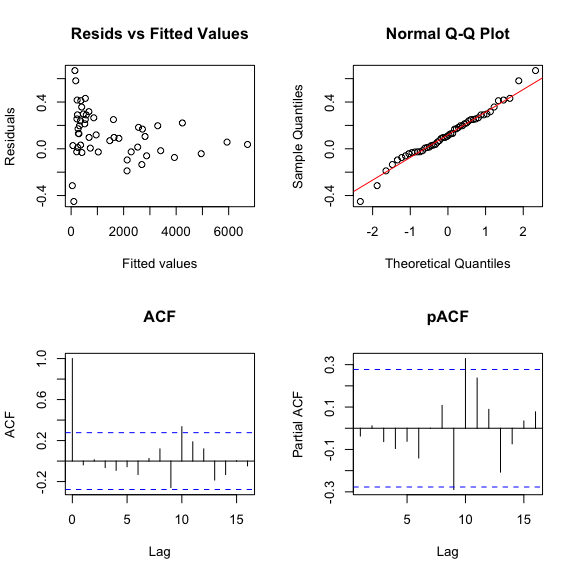 Resids vs Fitted Values
Residuals
0.4
0.0
-0.4
0 2000 4000 6000
Fitted values
Normal Q-Q Plot
Sample Quantiles
0.4
0.0
-0.4
-2 -1 0 1 2
Theoretical Quantiles
ACF
ACF
1.0
0.6
0.2
-0.2
0 5 10 15
Lag
pACF
Partial ACF
0.3
0.1
-0.1
-0.3
5 10 15
Lag